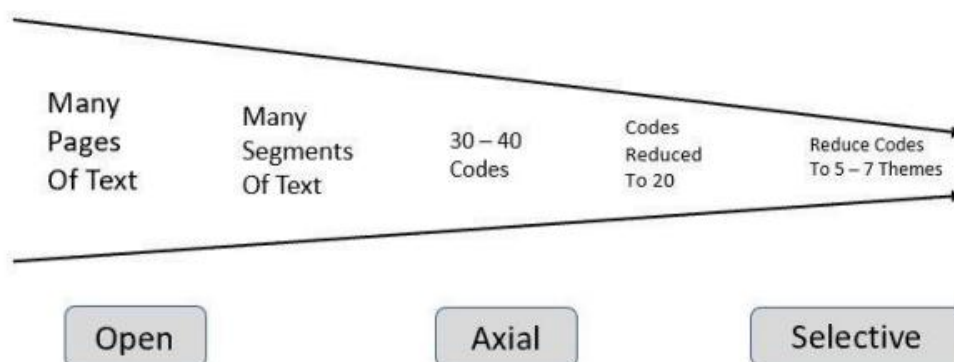 Many
Pages
Of Text
Many
Segments
Of Text
30 – 40
Codes
Codes
Reduced
To 20
Reduce Codes
To 5 – 7 Themes
Open
Axial
Selective